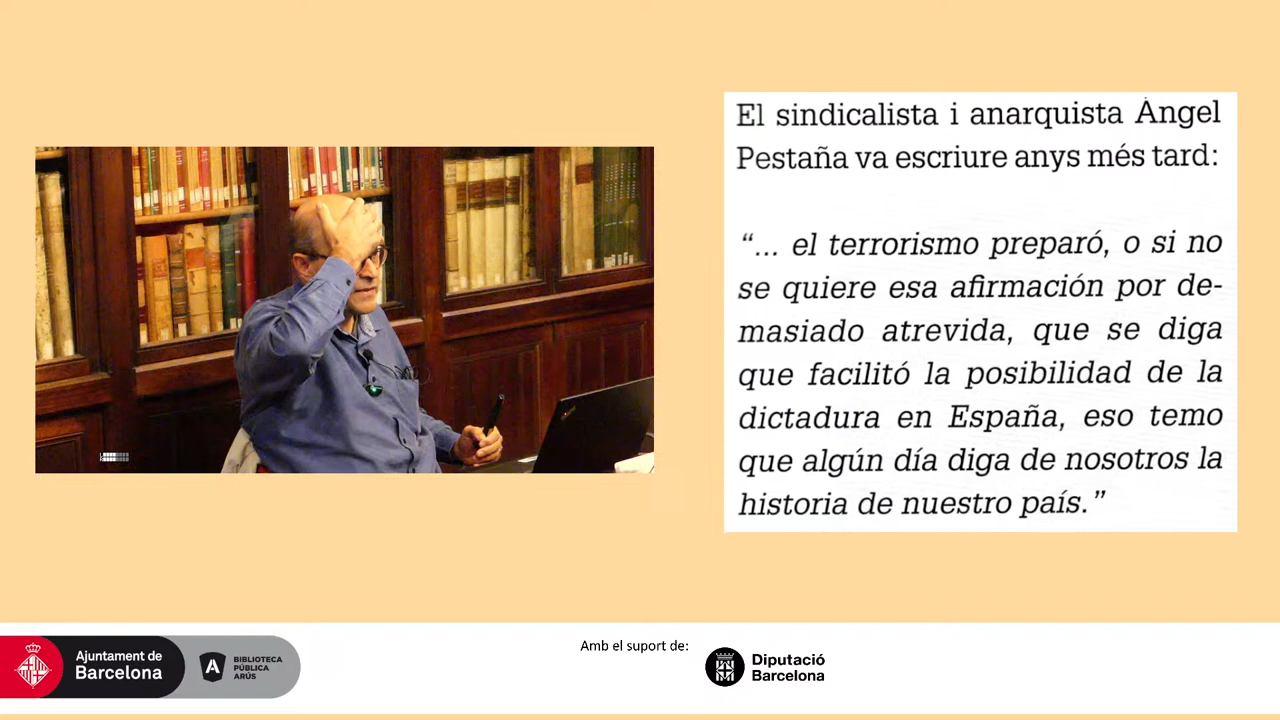 El sindicalista i anarquista Àngel
Pestaña va escriure anys més tard:
“... el terrorismo preparó, o si no
se quiere esa afirmación por de-
masiado atrevida, que se diga
que facilitó la posibilidad de la
dictadura en España, eso temo
que algún día diga de nosotros la
historia de nuestro país.”
Ajuntament de
Barcelona
A
BIBLIOTECA
PÚBLICA
ARÚS
Amb el suport de:
Diputació
Barcelona